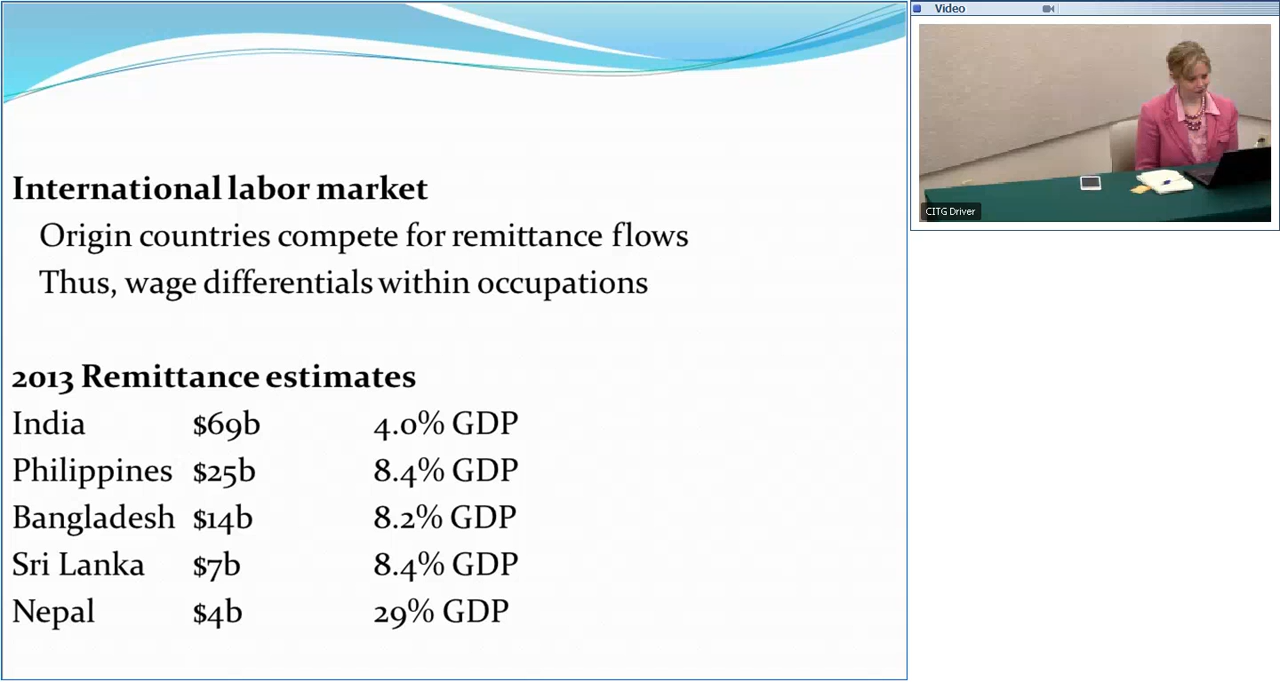 International labor market
Origin countries compete for remittance flows
Thus, wage differentials within occupations
2013 Remittance estimates
India $69b 4.0% GDP
Philippines $25b 8.4% GDP
Bangladesh $14b 8.2% GDP
Sri Lanka $7b 8.4% GDP
Nepal $4b 29% GDP
Video
CITG Driver